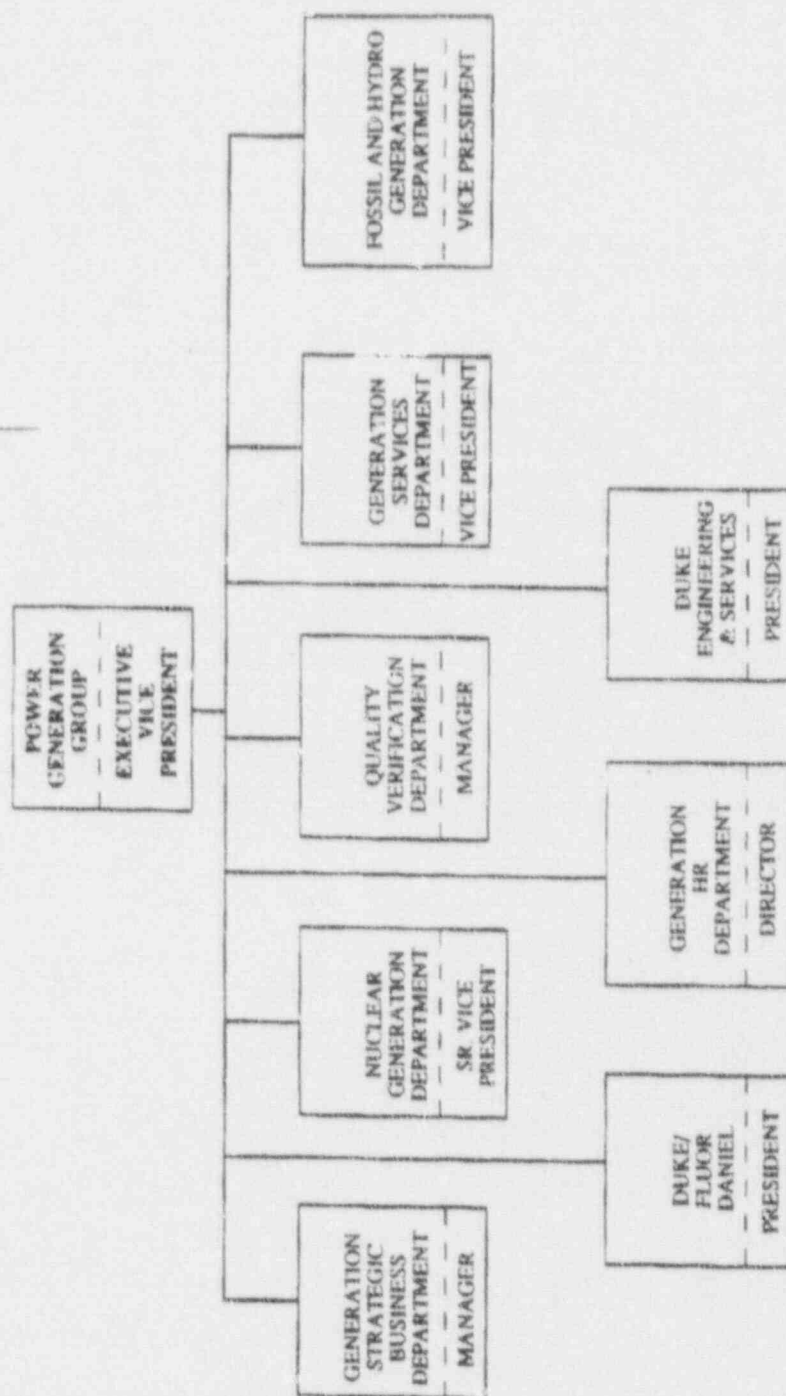 POWER
GENERATION
GROUP
EXECUTIVE
VICE
PRESIDENT
GENERATION
STRATEGIC
BUSINESS
DEPARTMENT
MANAGER
NUCLEAR
GENERATION
DEPARTMENT
SR VICE
PRESIDENT
QUALITY
VERIFICATION
DEPARTMENT
MANAGER
GENERATION
SERVICES
DEPARTMENT
VICE PRESIDENT
FOSSIL AND HYDRO
GENERATION
DEPARTMENT
VICE PRESIDENT
DUKE/
FLUOR
DANIEL
PRESIDENT
GENERATION
HR
DEPARTMENT
DIRECTOR
DUKE
ENGINEERING
& SERVICES
PRESIDENT